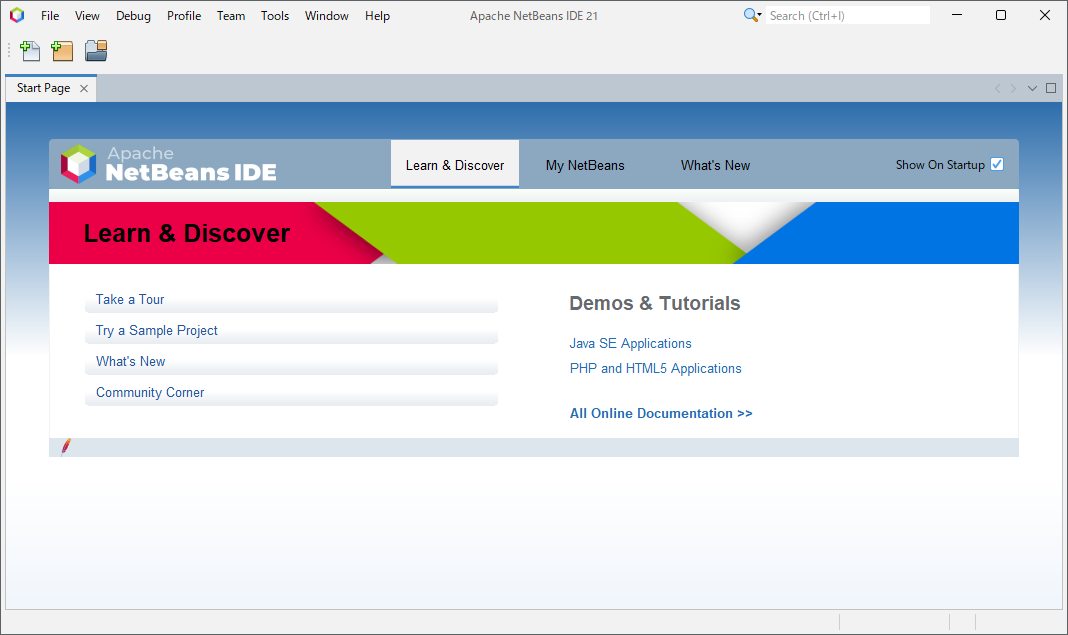 File View Debug Profile Team Tools Window Help Apache NetBeans IDE 21 Search (Ctrl+I)
Start Page
Apache
NetBeans IDE
Learn & Discover My NetBeans What's New Show On Startup
Learn & Discover
Take a Tour
Try a Sample Project
What's New
Community Corner
Demos & Tutorials
Java SE Applications
PHP and HTML5 Applications
All Online Documentation >>